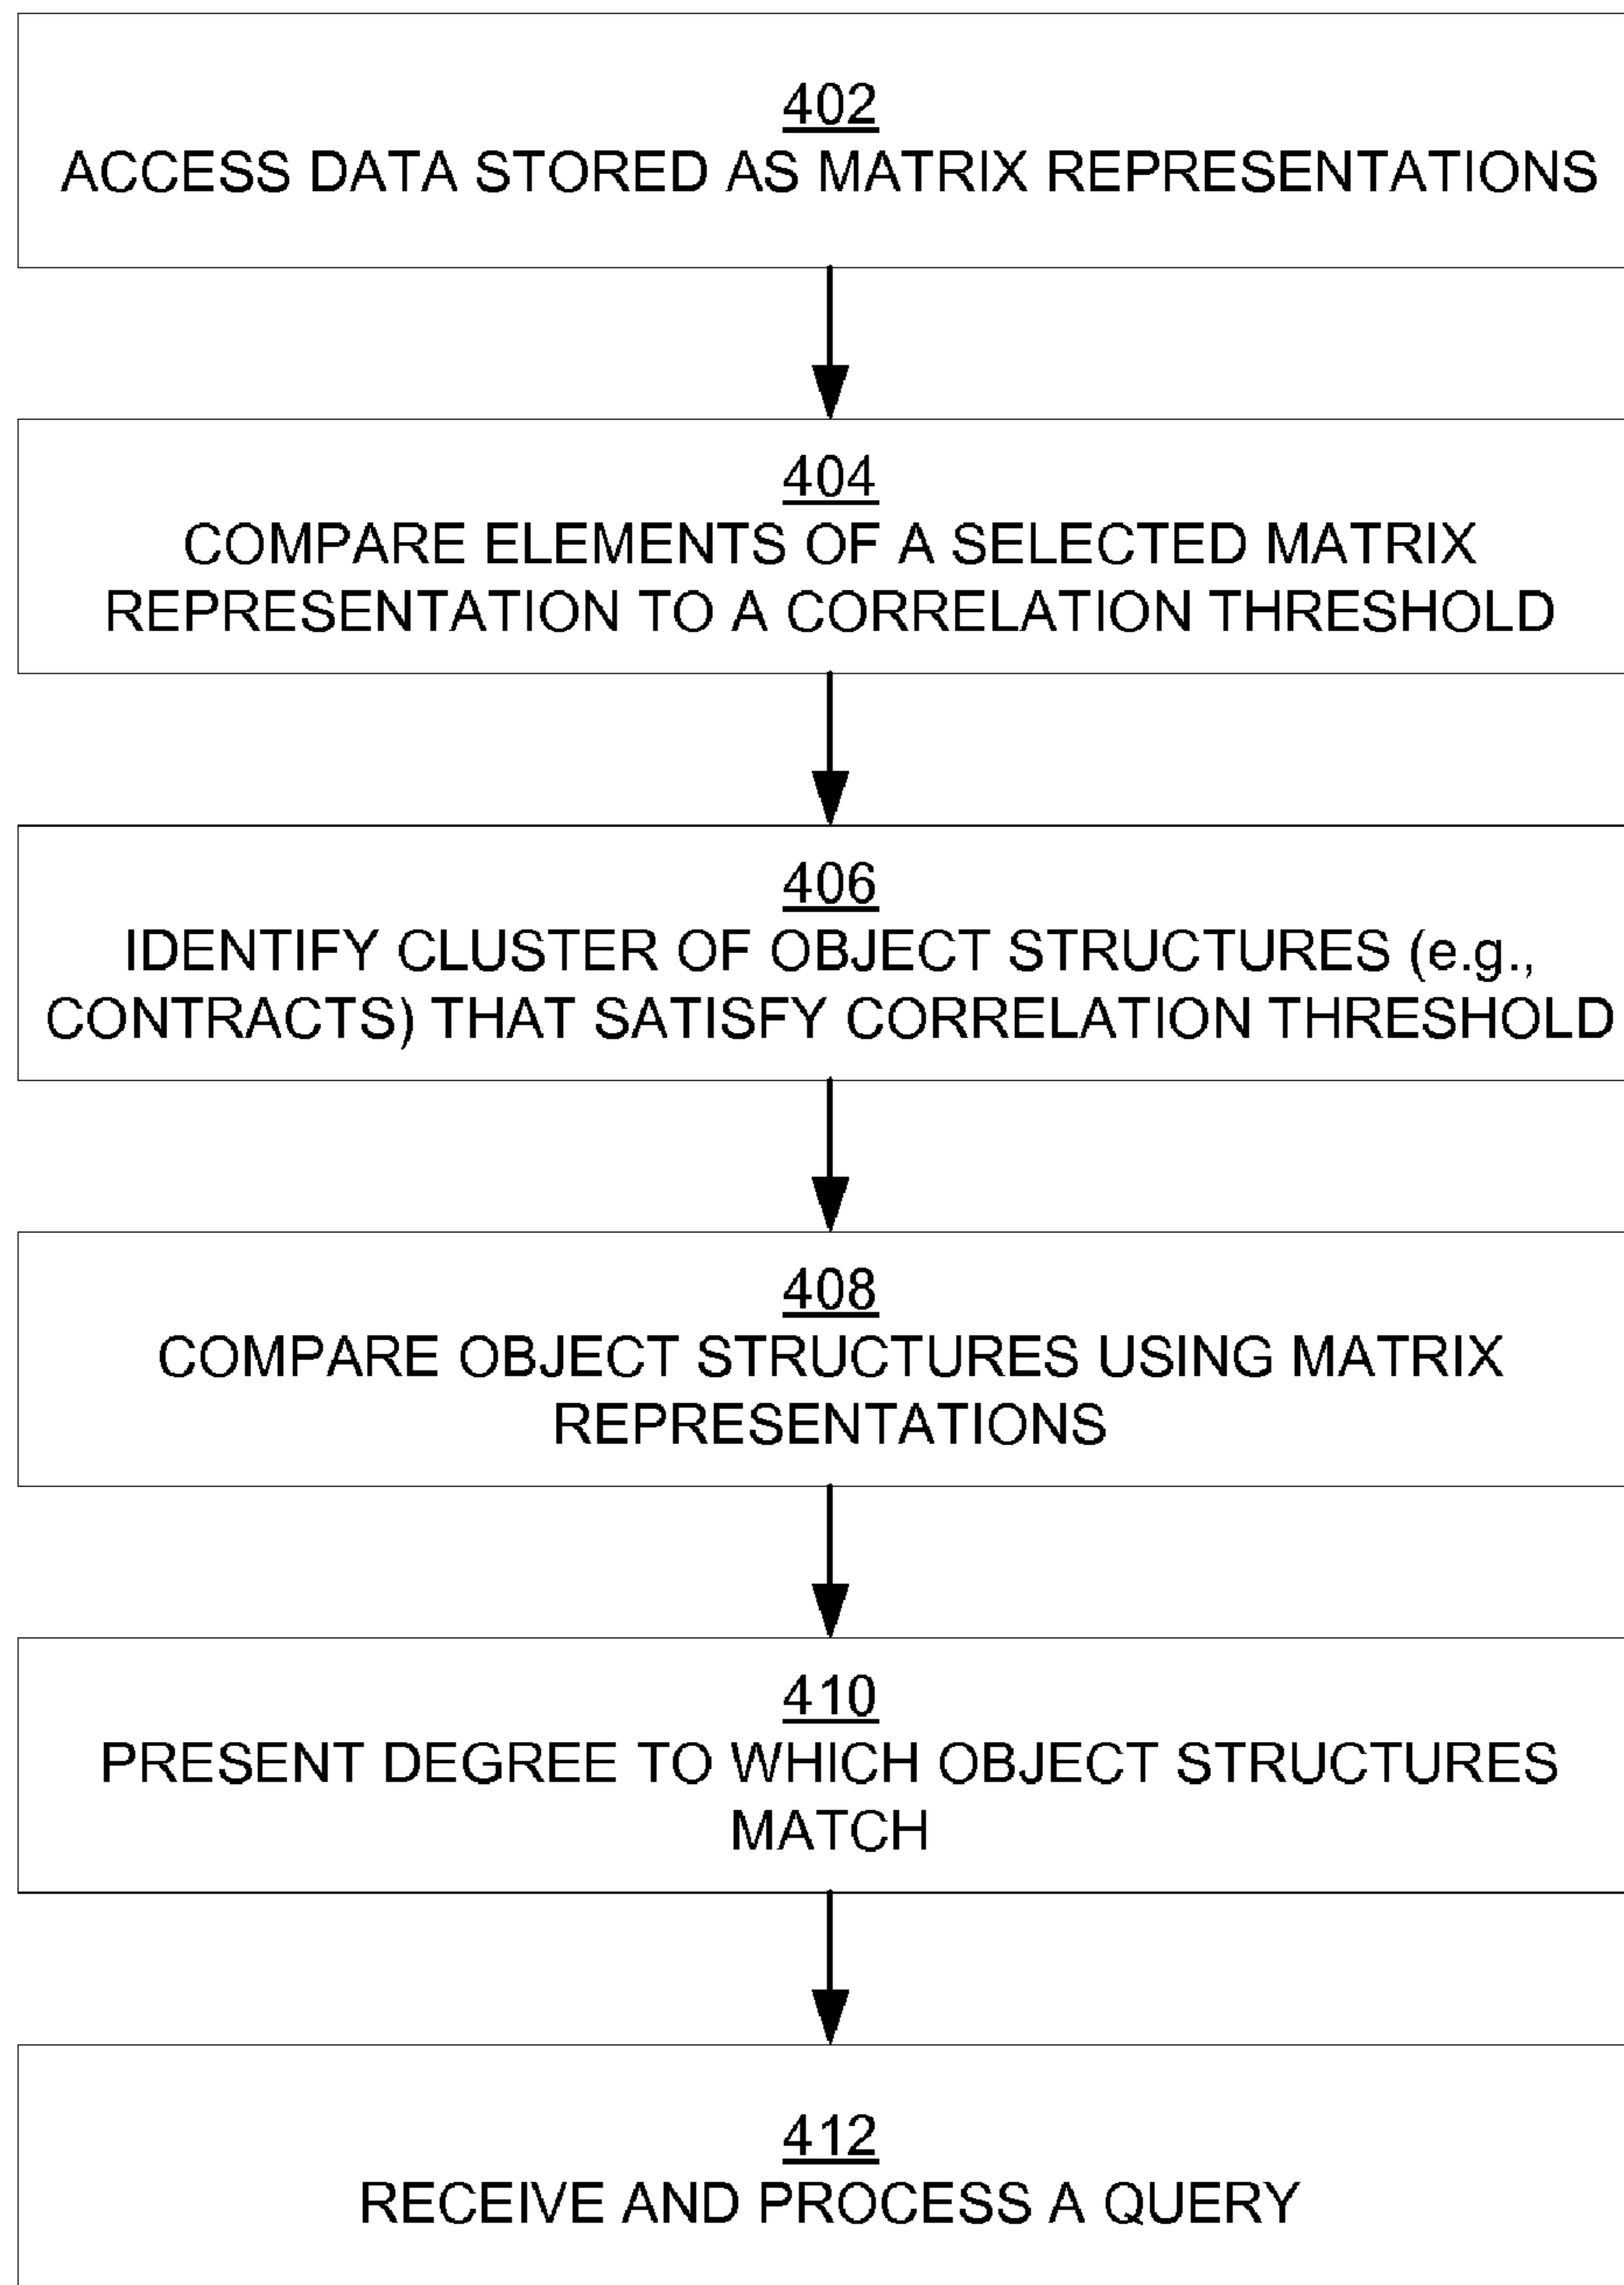 402
ACCESS DATA STORED AS MATRIX REPRESENTATIONS
404
COMPARE ELEMENTS OF A SELECTED MATRIX
REPRESENTATION TO A CORRELATION THRESHOLD
406
IDENTIFY CLUSTER OF OBJECT STRUCTURES (e.g.,
CONTRACTS) THAT SATISFY CORRELATION THRESHOLD
408
COMPARE OBJECT STRUCTURES USING MATRIX
REPRESENTATIONS
410
PRESENT DEGREE TO WHICH OBJECT STRUCTURES
MATCH
412
RECEIVE AND PROCESS A QUERY